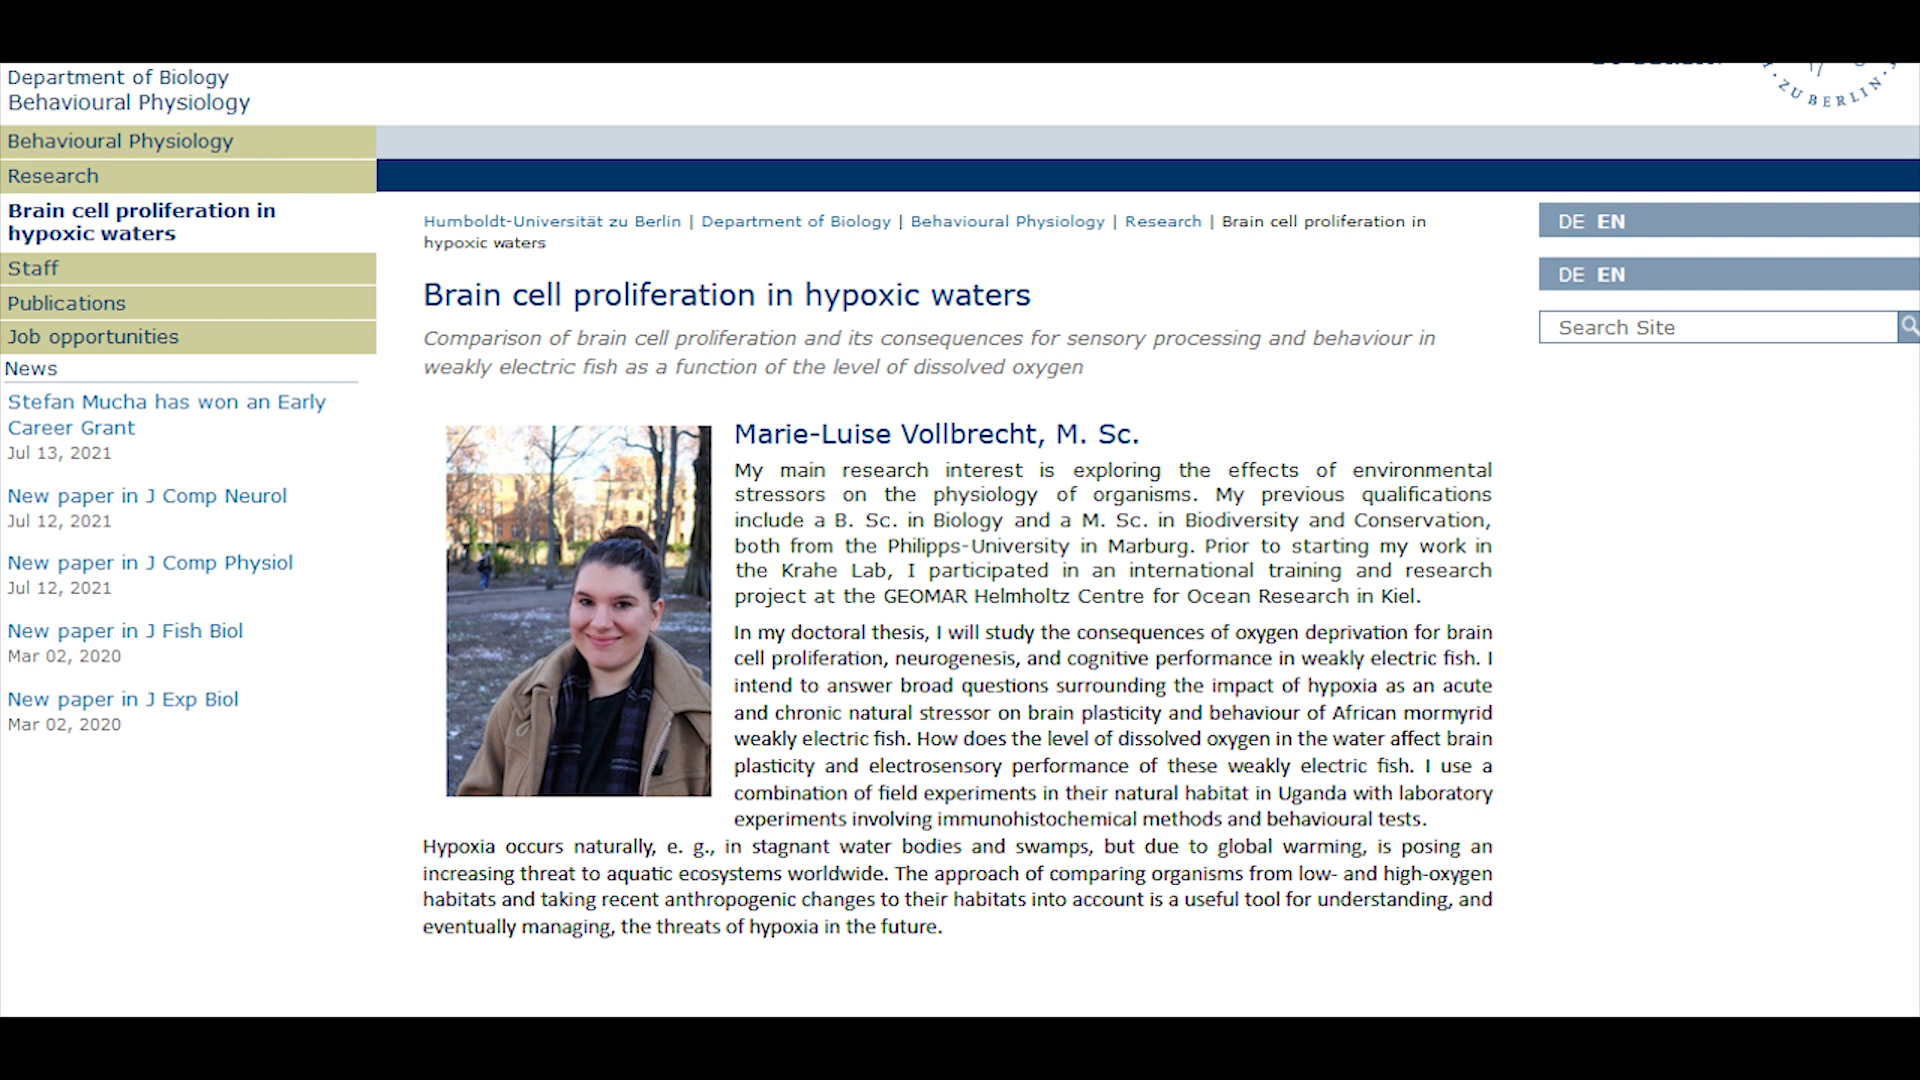 Department of Biology
Behavioural Physiology
ZU BERLIN
Behavioural Physiology
Research
Brain cell proliferation in
hypoxic waters
Staff
Publications
Job opportunities
News
Stefan Mucha has won an Early
Career Grant
Jul 13, 2021
New paper in J Comp Neurol
Jul 12, 2021
New paper in J Comp Physiol
Jul 12, 2021
New paper in J Fish Biol
Mar 02, 2020
New paper in J Exp Biol
Mar 02, 2020
Humboldt-Universität zu Berlin | Department of Biology | Behavioural Physiology | Research | Brain cell proliferation in
hypoxic waters
Brain cell proliferation in hypoxic waters
Comparison of brain cell proliferation and its consequences for sensory processing and behaviour in
weakly electric fish as a function of the level of dissolved oxygen
Marie-Luise Vollbrecht, M. Sc.
My main research interest is exploring the effects of environmental
stressors on the physiology of organisms. My previous qualifications
include a B. Sc. in Biology and a M. Sc. in Biodiversity and Conservation,
both from the Philipps-University in Marburg. Prior to starting my work in
the Krahe Lab, I participated in an international training and research
project at the GEOMAR Helmholtz Centre for Ocean Research in Kiel.
In my doctoral thesis, I will study the consequences of oxygen deprivation for brain
cell proliferation, neurogenesis, and cognitive performance in weakly electric fish. I
intend to answer broad questions surrounding the impact of hypoxia as an acute
and chronic natural stressor on brain plasticity and behaviour of African mormyrid
weakly electric fish. How does the level of dissolved oxygen in the water affect brain
plasticity and electrosensory performance of these weakly electric fish. I use a
combination of field experiments in their natural habitat in Uganda with laboratory
experiments involving immunohistochemical methods and behavioural tests.
Hypoxia occurs naturally, e. g., in stagnant water bodies and swamps, but due to global warming, is posing an
increasing threat to aquatic ecosystems worldwide. The approach of comparing organisms from low- and high-oxygen
habitats and taking recent anthropogenic changes to their habitats into account is a useful tool for understanding, and
eventually managing, the threats of hypoxia in the future.
DE EN
DE EN
Search Site